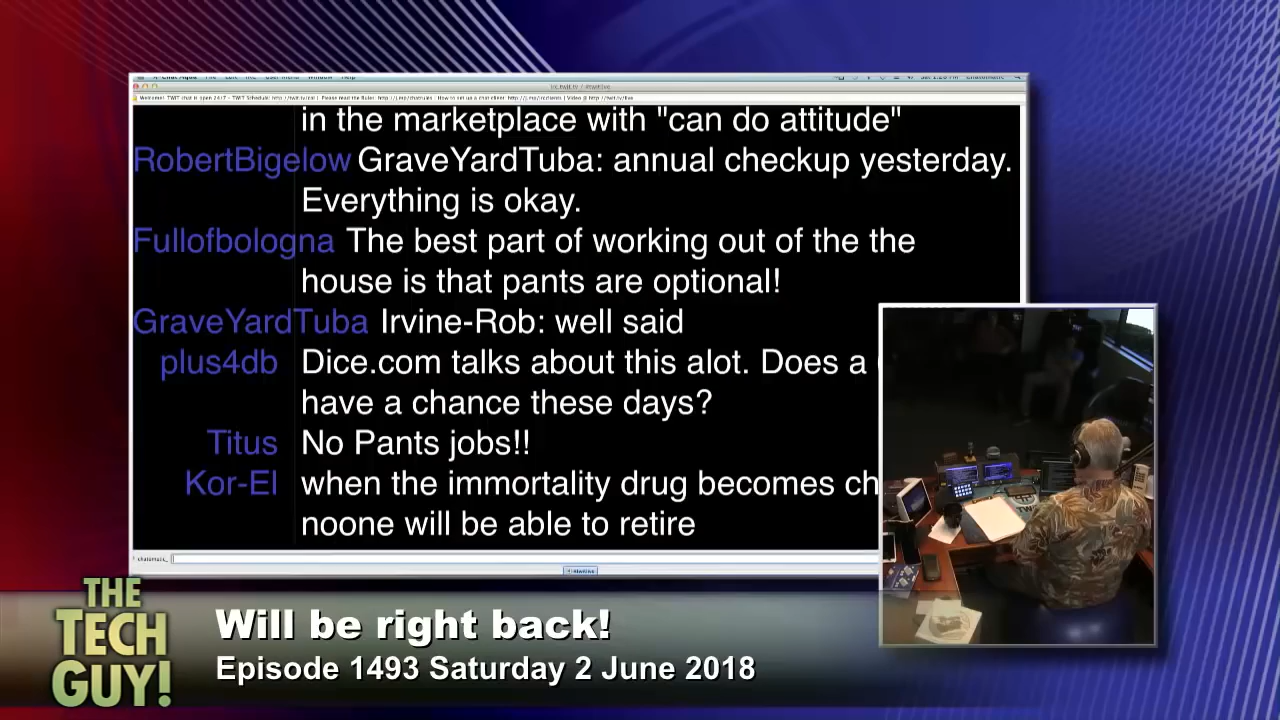 in the marketplace with "can do attitude"
RobertBigelow GraveYardTuba: annual checkup yesterday.
Everything is okay.
Fullofbologna The best part of working out of the the
house is that pants are optional!
GraveYardTuba Irvine-Rob: well said
plus4db Dice.com talks about this alot. Does a
have a chance these days?
Titus No Pants jobs!!
Kor-El when the immortality drug becomes ch
noone will be able to retire
THE
TECH
GUY!
Will be right back!
Episode 1493 Saturday 2 June 2018